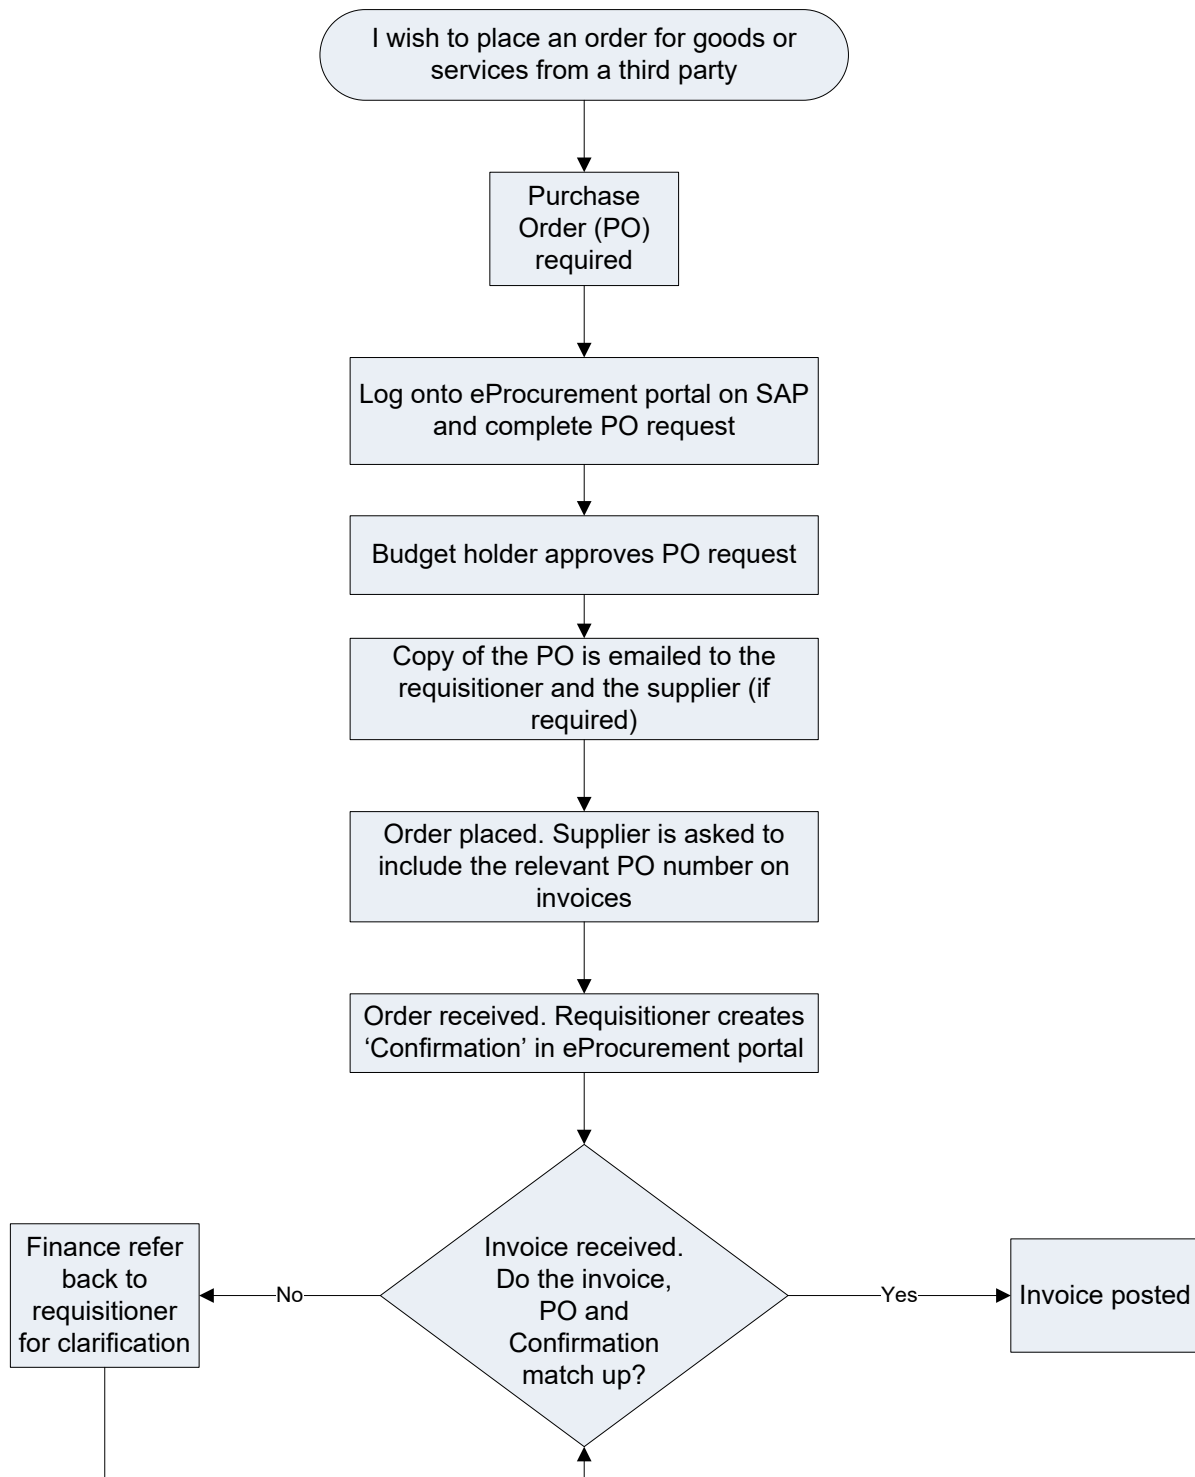 I wish to place an order for goods or
services from a third party
Purchase
Order (PO)
required
Log onto eProcurement portal on SAP
and complete PO request
Budget holder approves PO request
Copy of the PO is emailed to the
requisitioner and the supplier (if
required)
Order placed. Supplier is asked to
include the relevant PO number on
invoices
Order received. Requisitioner creates
‘Confirmation’ in eProcurement portal
Finance refer
back to
requisitioner
for clarification
No
Invoice received.
Do the invoice,
PO and
Confirmation
match up?
Yes
Invoice posted